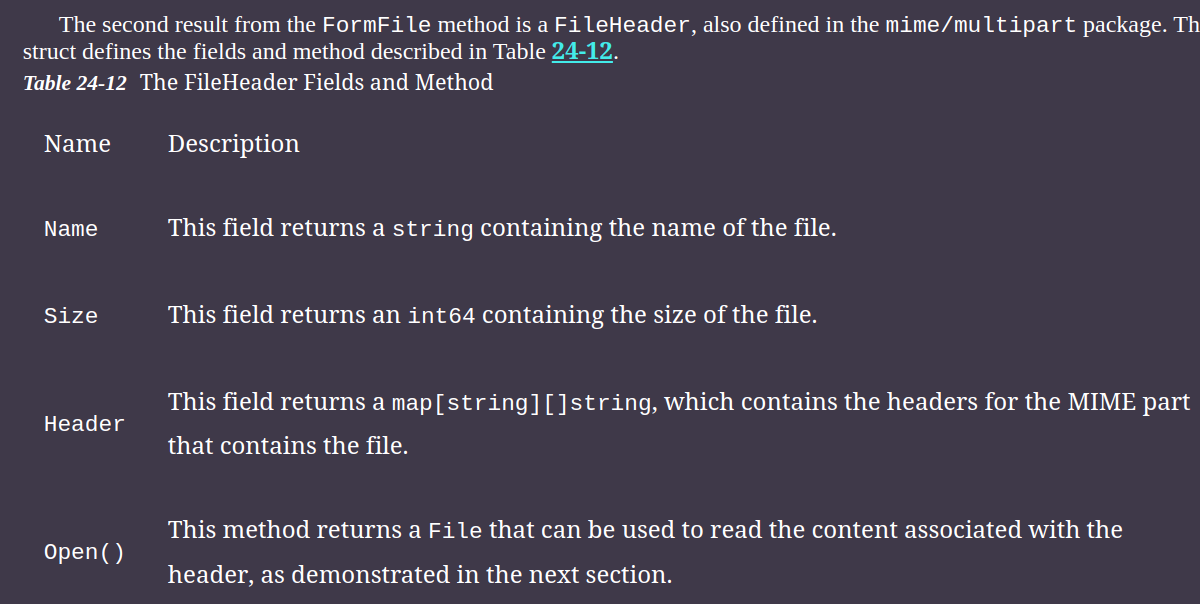 The second result from the FormFile method is a FileHeader, also defined in the mime/multipart package. Th
struct defines the fields and method described in Table 24-12.
Table 24-12 The FileHeader Fields and Method
Name Description
Name This field returns a string containing the name of the file.
Size This field returns an int64 containing the size of the file.
Header This field returns a map[string][]string, which contains the headers for the MIME part
that contains the file.
Open() This method returns a File that can be used to read the content associated with the
header, as demonstrated in the next section.